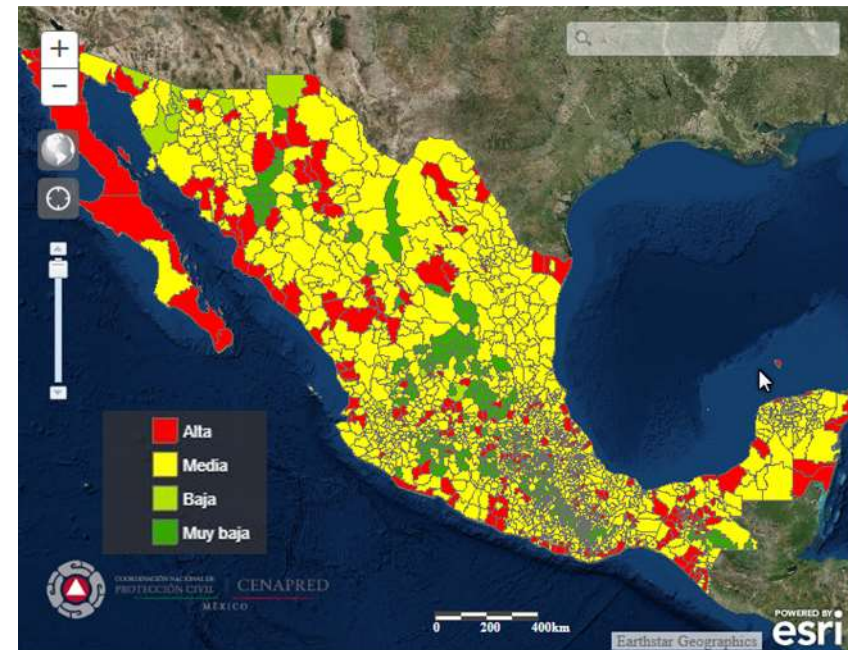 +
−
Alta
Media
Baja
Muy baja
COORDINACIÓN NACIONAL DE
PROTECCIÓN CIVIL
MÉXICO
CENAPRED
0 200 400km
POWERED BY
esri
Earthstar Geographics